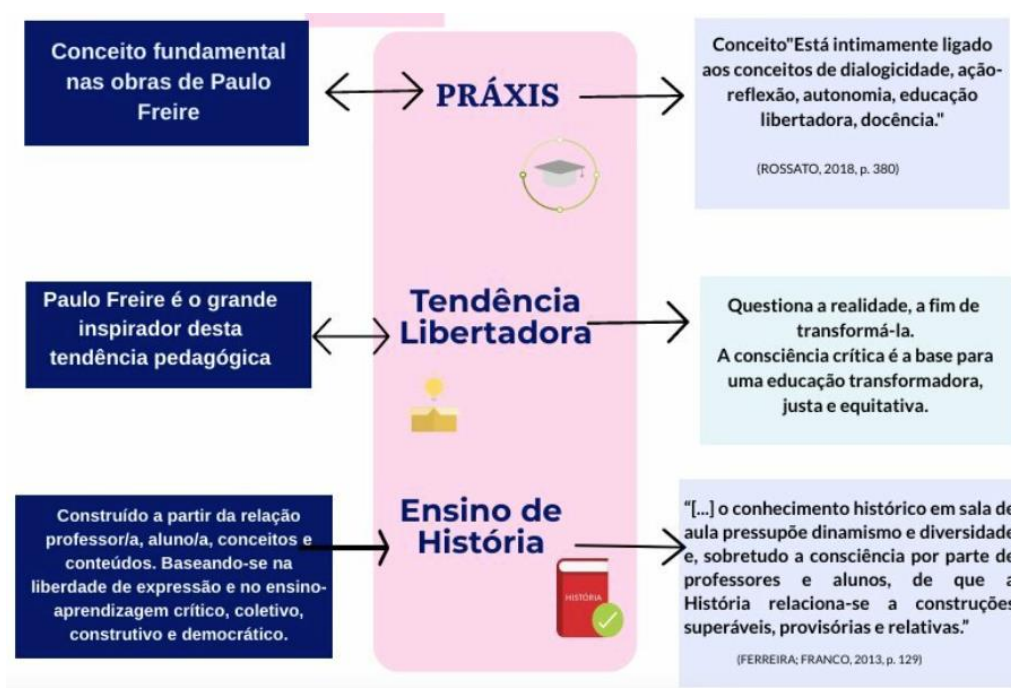 Conceito fundamental
nas obras de Paulo
Freire
PRÁXIS
Conceito"Está intimamente ligado
aos conceitos de dialogicidade, ação-
reflexão, autonomia, educação
libertadora, docência."
(ROSSATO, 2018, p. 380)
Paulo Freire é o grande
inspirador desta
tendência pedagógica
Tendência
Libertadora
Questiona a realidade, a fim de
transformá-la.
A consciência crítica é a base para
uma educação transformadora,
justa e equitativa.
Construído a partir da relação
professor/a, aluno/a, conceitos e
conteúdos. Baseando-se na
liberdade de expressão e no ensino-
aprendizagem crítico, coletivo,
construtivo e democrático.
Ensino de
História
HISTÓRIA
“[...] o conhecimento histórico em sala de
aula pressupõe dinamismo e diversidade
e, sobretudo a consciência por parte de
professores e alunos, de que a
História relaciona-se a construções
superáveis, provisórias e relativas.”
(FERREIRA; FRANCO, 2013, p. 129)